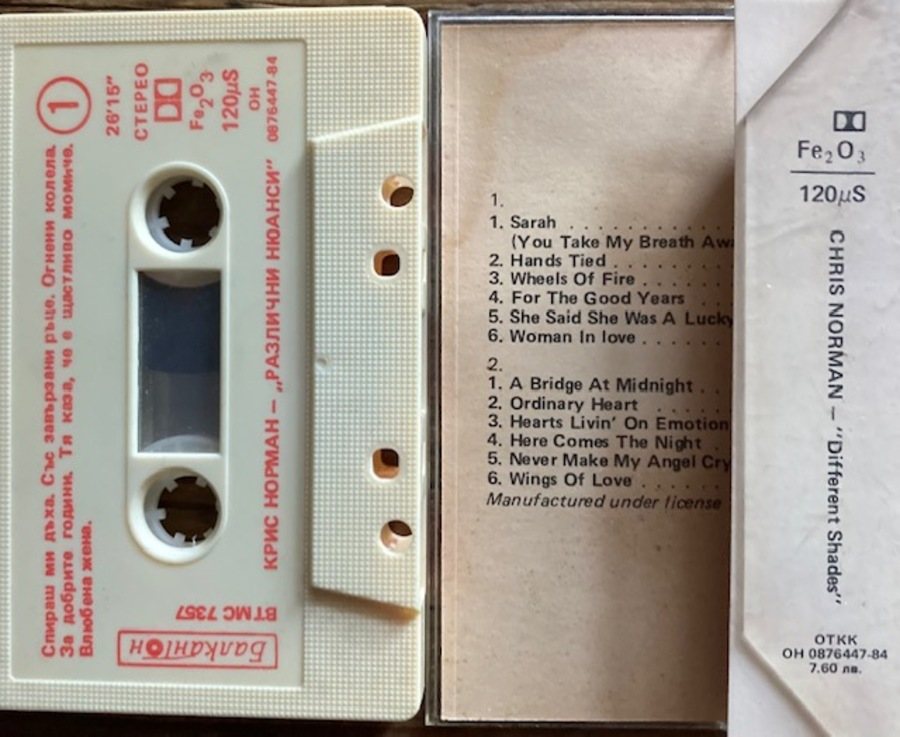 1
26'15"
СТЕРЕО
Fe2O3
120µS
ОН
0876447-84
Спираш ми дъха. Със завързани ръце. Огнени колела.
За добрите години. Тя каза, че е щастливо момиче.
Влюбена жена.
КРИС НОРМАН – „РАЗЛИЧНИ НЮАНСИ"
ВТМС 7357
Балкантон
1.
1. Sarah . . . . . . . . . . . . .
(You Take My Breath Aw
2. Hands Tied . . . . . . . .
3. Wheels Of Fire . . . . . .
4. For The Good Years . .
5. She Said She Was A Lucky
6. Woman In love . . . . . .
2.
1. A Bridge At Midnight . .
2. Ordinary Heart . . . . . .
3. Hearts Livin' On Emotion
4. Here Comes The Night .
5. Never Make My Angel Cry
6. Wings Of Love . . . . . .
Manufactured under license
Fe2O3
120µS
CHRIS NORMAN – "Different Shades"
ОТКК
ОН 0876447-84
7.60 лв.